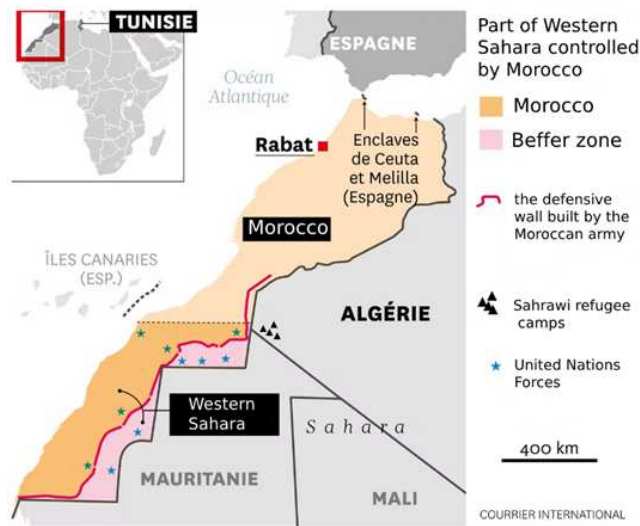 TUNISIE
ESPAGNE
Océan
Atlantique
Rabat
Enclaves
de Ceuta
et Melilla
(Espagne)
Morocco
ÎLES CANARIES
(ESP.)
ALGÉRIE
Western
Sahara
Sahara
MAURITANIE
MALI
Part of Western
Sahara controlled
by Morocco
Morocco
Beffer zone
the defensive
wall built by the
Moroccan army
Sahrawi refugee
camps
United Nations
Forces
400 km
COURRIER INTERNATIONAL